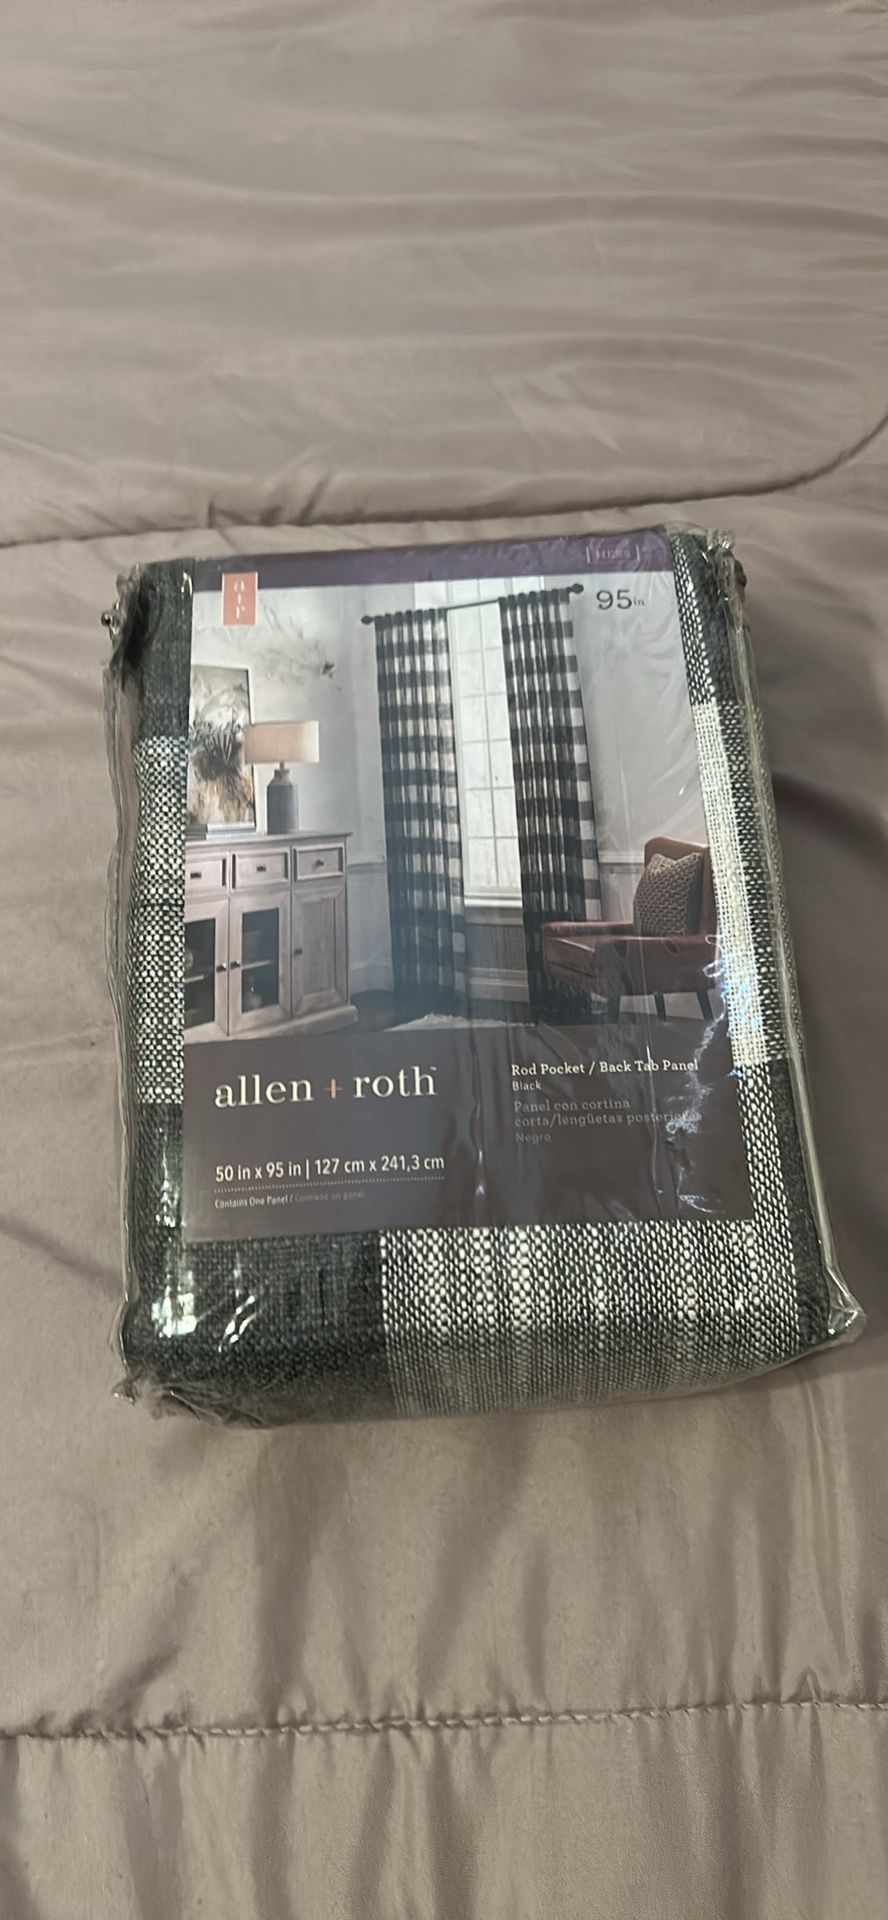 a+r
95in
allen + roth™
Rod Pocket / Back Tab Panel
Black
Panel con cortina
corta/lengüetas posteriores
Negro
50 in x 95 in | 127 cm x 241,3 cm
Contains One Panel / Contiene un panel